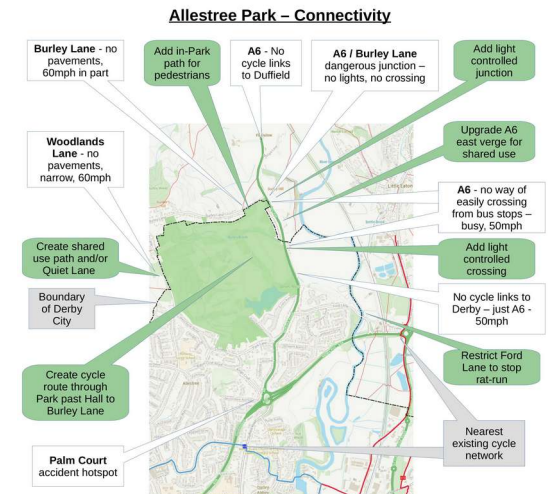 Allestree Park – Connectivity
Burley Lane - no
pavements,
60mph in part
Add in-Park
path for
pedestrians
A6 - No
cycle links
to Duffield
A6 / Burley Lane
dangerous junction –
no lights, no crossing
Add light
controlled
junction
Upgrade A6
east verge for
shared use
Woodlands
Lane - no
pavements,
narrow, 60mph
A6 - no way of
easily crossing
from bus stops –
busy, 50mph
Create shared
use path and/or
Quiet Lane
Add light
controlled
crossing
Boundary
of Derby
City
No cycle links to
Derby – just A6 -
50mph
Restrict Ford
Lane to stop
rat-run
Create cycle
route through
Park past Hall to
Burley Lane
Nearest
existing cycle
network
Palm Court
accident hotspot